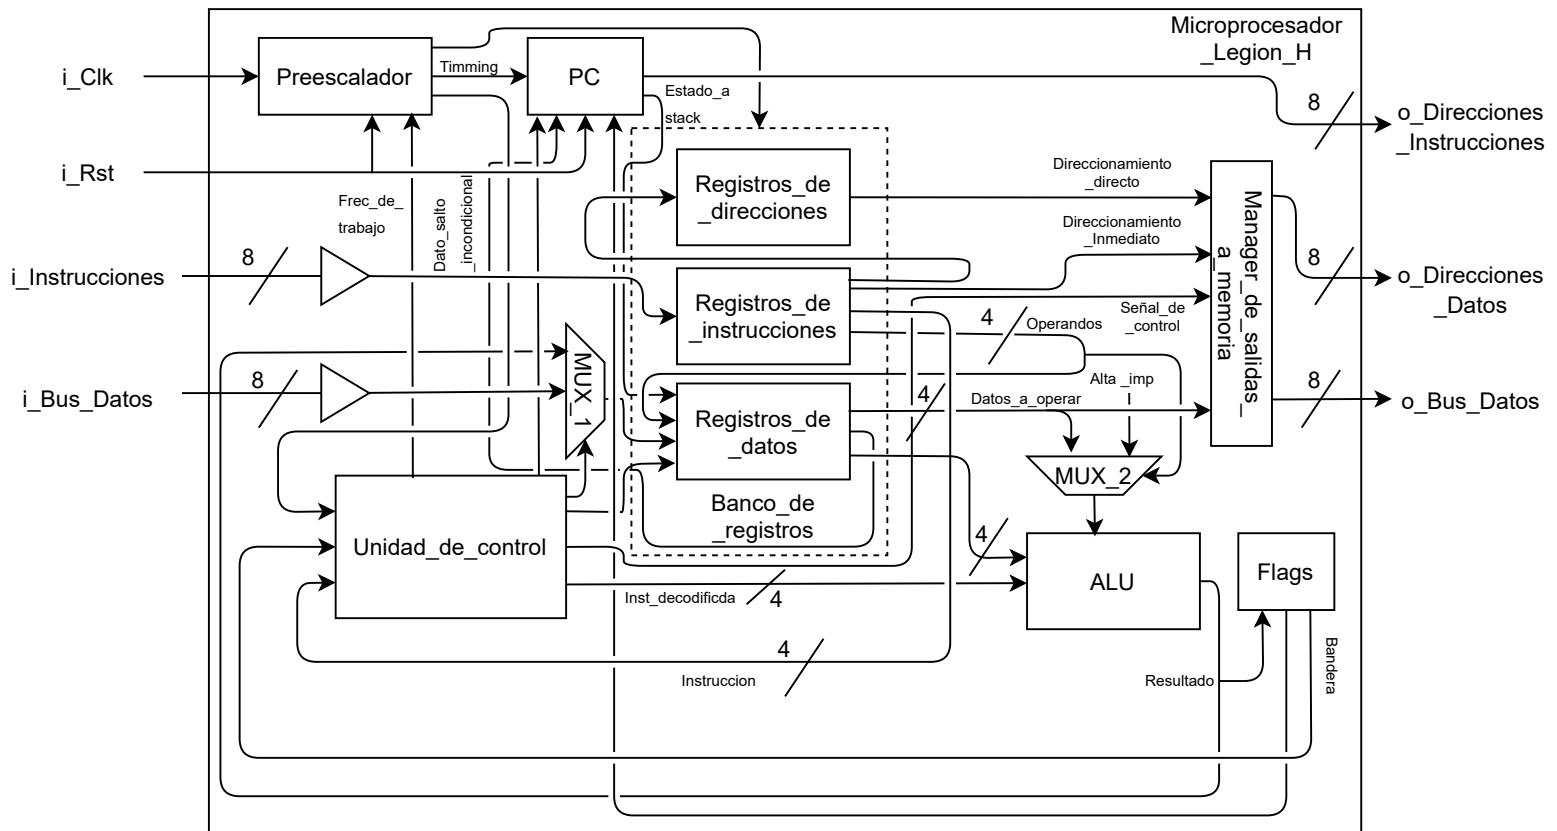 Microprocesador
_Legion_H
i_Clk
Preescalador
Timming
PC
Estado_a
stack
8
o_Direcciones
_Instrucciones
i_Rst
Frec_de_
trabajo
Dato_salto
_incondicional
Registros_de
_direcciones
Direccionamiento
_directo
Direccionamiento
_Inmediato
Manager_de_salidas_
a_memoria
8
i_Instrucciones
8
o_Direcciones
_Datos
Registros_de
_instrucciones
4
Operandos
Señal_de
_control
i_Bus_Datos
8
MUX_1
Registros_de
_datos
4
Datos_a_operar
Alta _imp
8
o_Bus_Datos
MUX_2
Banco_de
_registros
Unidad_de_control
4
ALU
Flags
Inst_decodificda
4
4
Instruccion
Resultado
Bandera